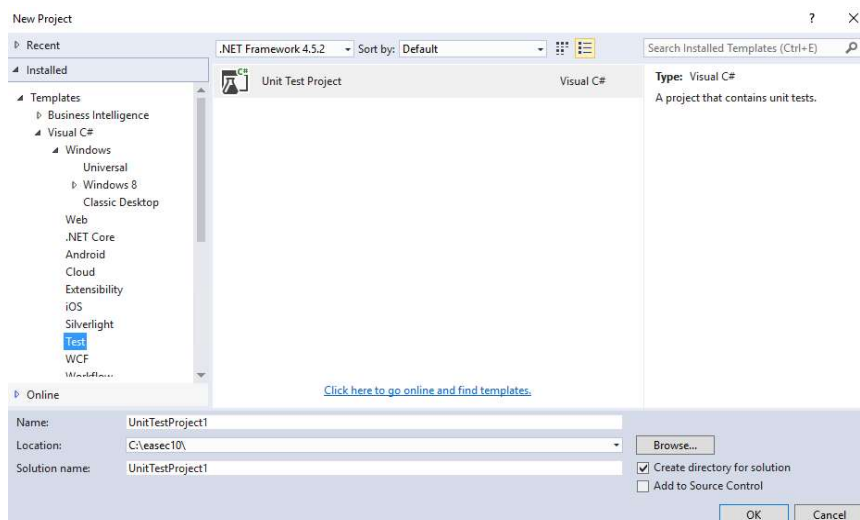 New Project
? X
Recent
.NET Framework 4.5.2 Sort by: Default
Search Installed Templates (Ctrl+E)
Installed
Templates
Business Intelligence
Visual C#
Windows
Universal
Windows 8
Classic Desktop
Web
.NET Core
Android
Cloud
Extensibility
iOS
Silverlight
Test
WCF
Workflow
Online
C#
Unit Test Project Visual C#
Click here to go online and find templates.
Type: Visual C#
A project that contains unit tests.
Name: UnitTestProject1
Location: C:\easec10\ Browse...
Solution name: UnitTestProject1
Create directory for solution
Add to Source Control
OK Cancel